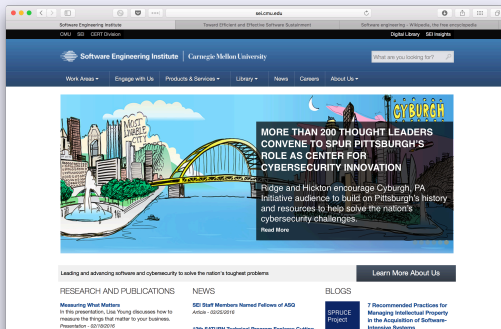 sei.cmu.edu
Software Engineering Institute
Toward Efficient and Effective Software Sustainment
Software engineering - Wikipedia, the free encyclopedia
CMU SEI CERT Division
Digital Library SEI Insights
Software Engineering Institute | Carnegie Mellon University
What are you looking for?
Work Areas Engage with Us Products & Services Library News Careers About Us
CYBURGH
MOST
LIVABLE
CITY
MORE THAN 200 THOUGHT LEADERS
CONVENE TO SPUR PITTSBURGH'S
ROLE AS CENTER FOR
CYBERSECURITY INNOVATION
Ridge and Hickton encourage Cyburgh, PA
Initiative audience to build on Pittsburgh's history
and resources to help solve the nation's
cybersecurity challenges.
Read More
Leading and advancing software and cybersecurity to solve the nation's toughest problems
Learn More About Us
RESEARCH AND PUBLICATIONS
Measuring What Matters
In this presentation, Lisa Young discusses how to
measure the things that matter to your business.
Presentation - 02/18/2016
NEWS
SEI Staff Members Named Fellows of ASQ
Article - 02/25/2016
12th SATURN Technical Program Explores Cutting
BLOGS
SPRUCE
Project
7 Recommended Practices for
Managing Intellectual Property
in the Acquisition of Software-
Intensive Systems